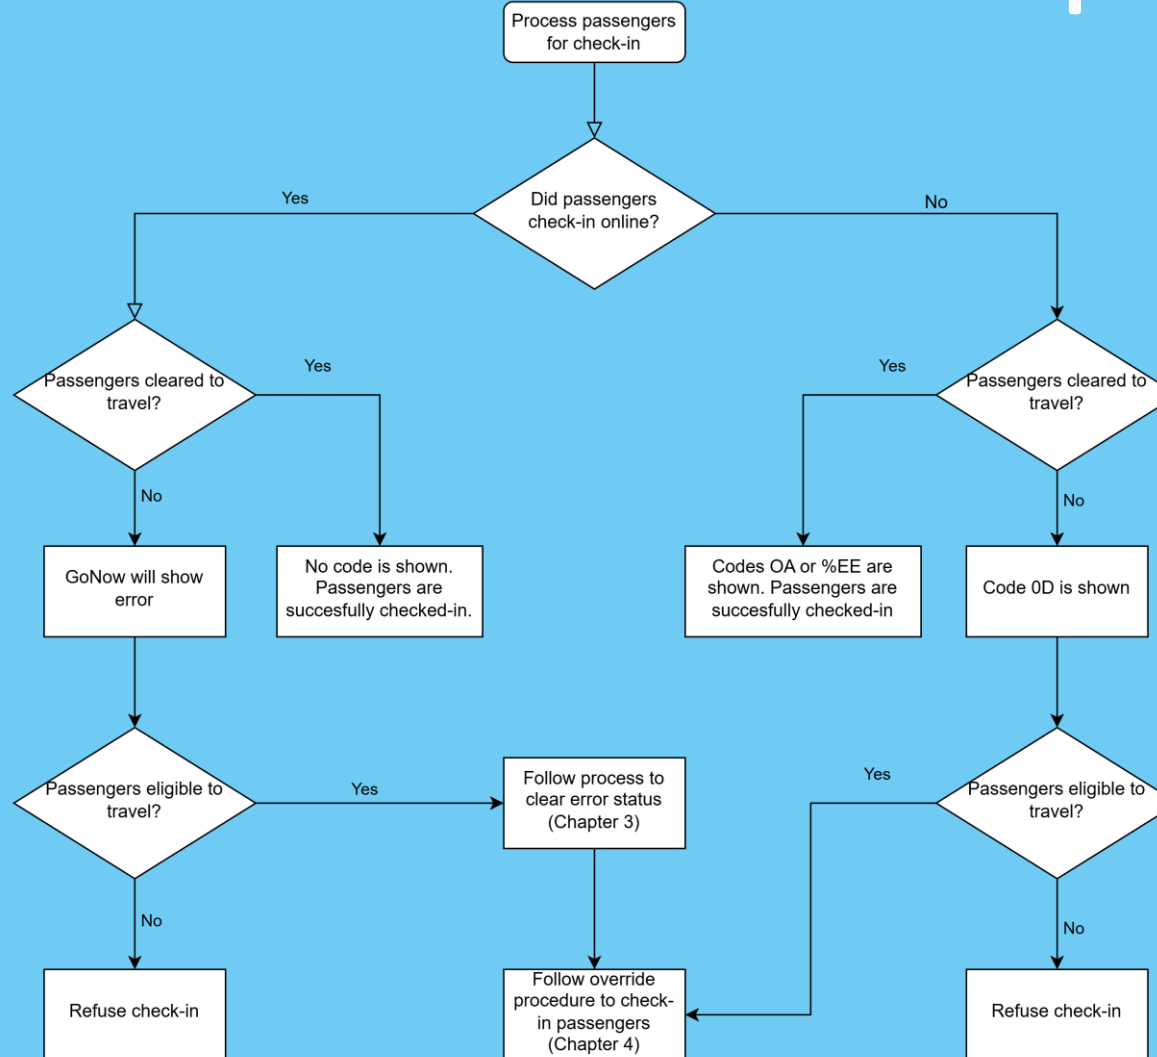 Process passengers
for check-in
Did passengers
check-in online?
Yes
No
Passengers cleared to
travel?
Yes
Yes
Passengers cleared to
travel?
No
No
GoNow will show
error
No code is shown.
Passengers are
succesfully checked-in.
Codes OA or %EE are
shown. Passengers are
succesfully checked-in
Code 0D is shown
Passengers eligible to
travel?
Yes
Follow process to
clear error status
(Chapter 3)
Yes
Passengers eligible to
travel?
No
No
Refuse check-in
Follow override
procedure to check-
in passengers
(Chapter 4)
Refuse check-in